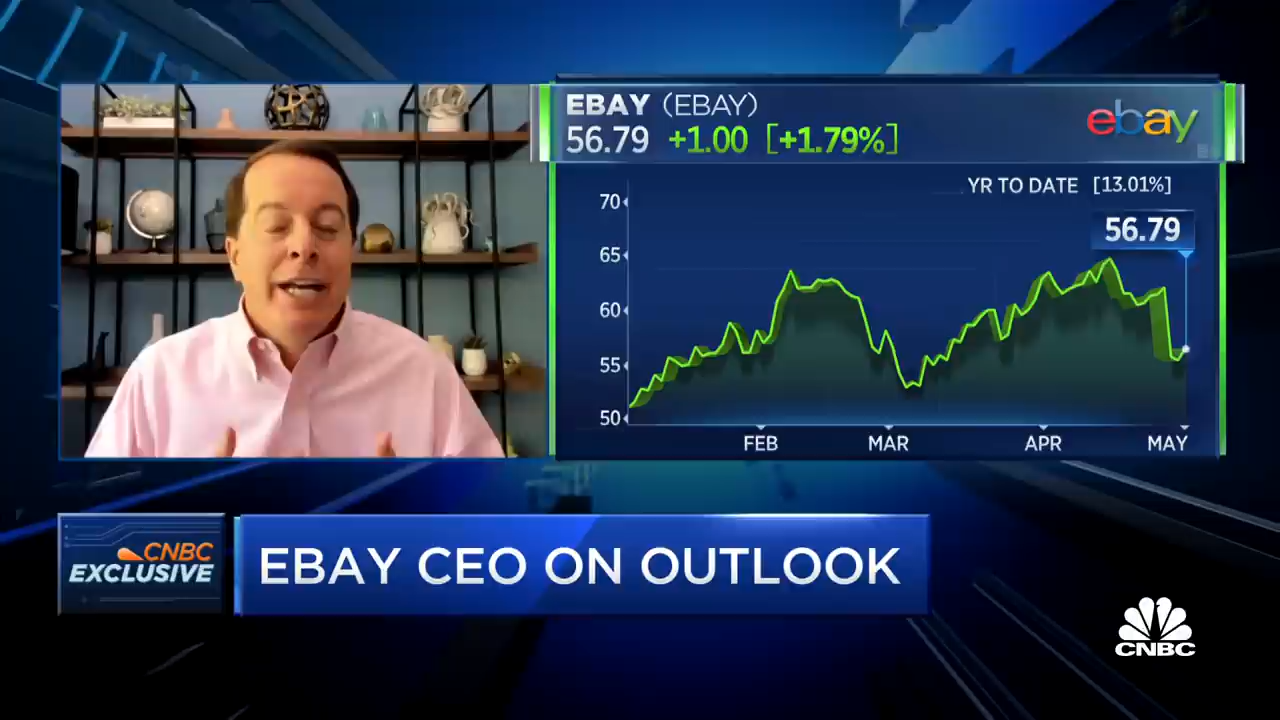 EBAY (EBAY)
56.79 +1.00 [+1.79%]
ebay
YR TO DATE [13.01%]
56.79
70
65
60
55
50
FEB MAR APR MAY
CNBC
EXCLUSIVE
EBAY CEO ON OUTLOOK
CNBC